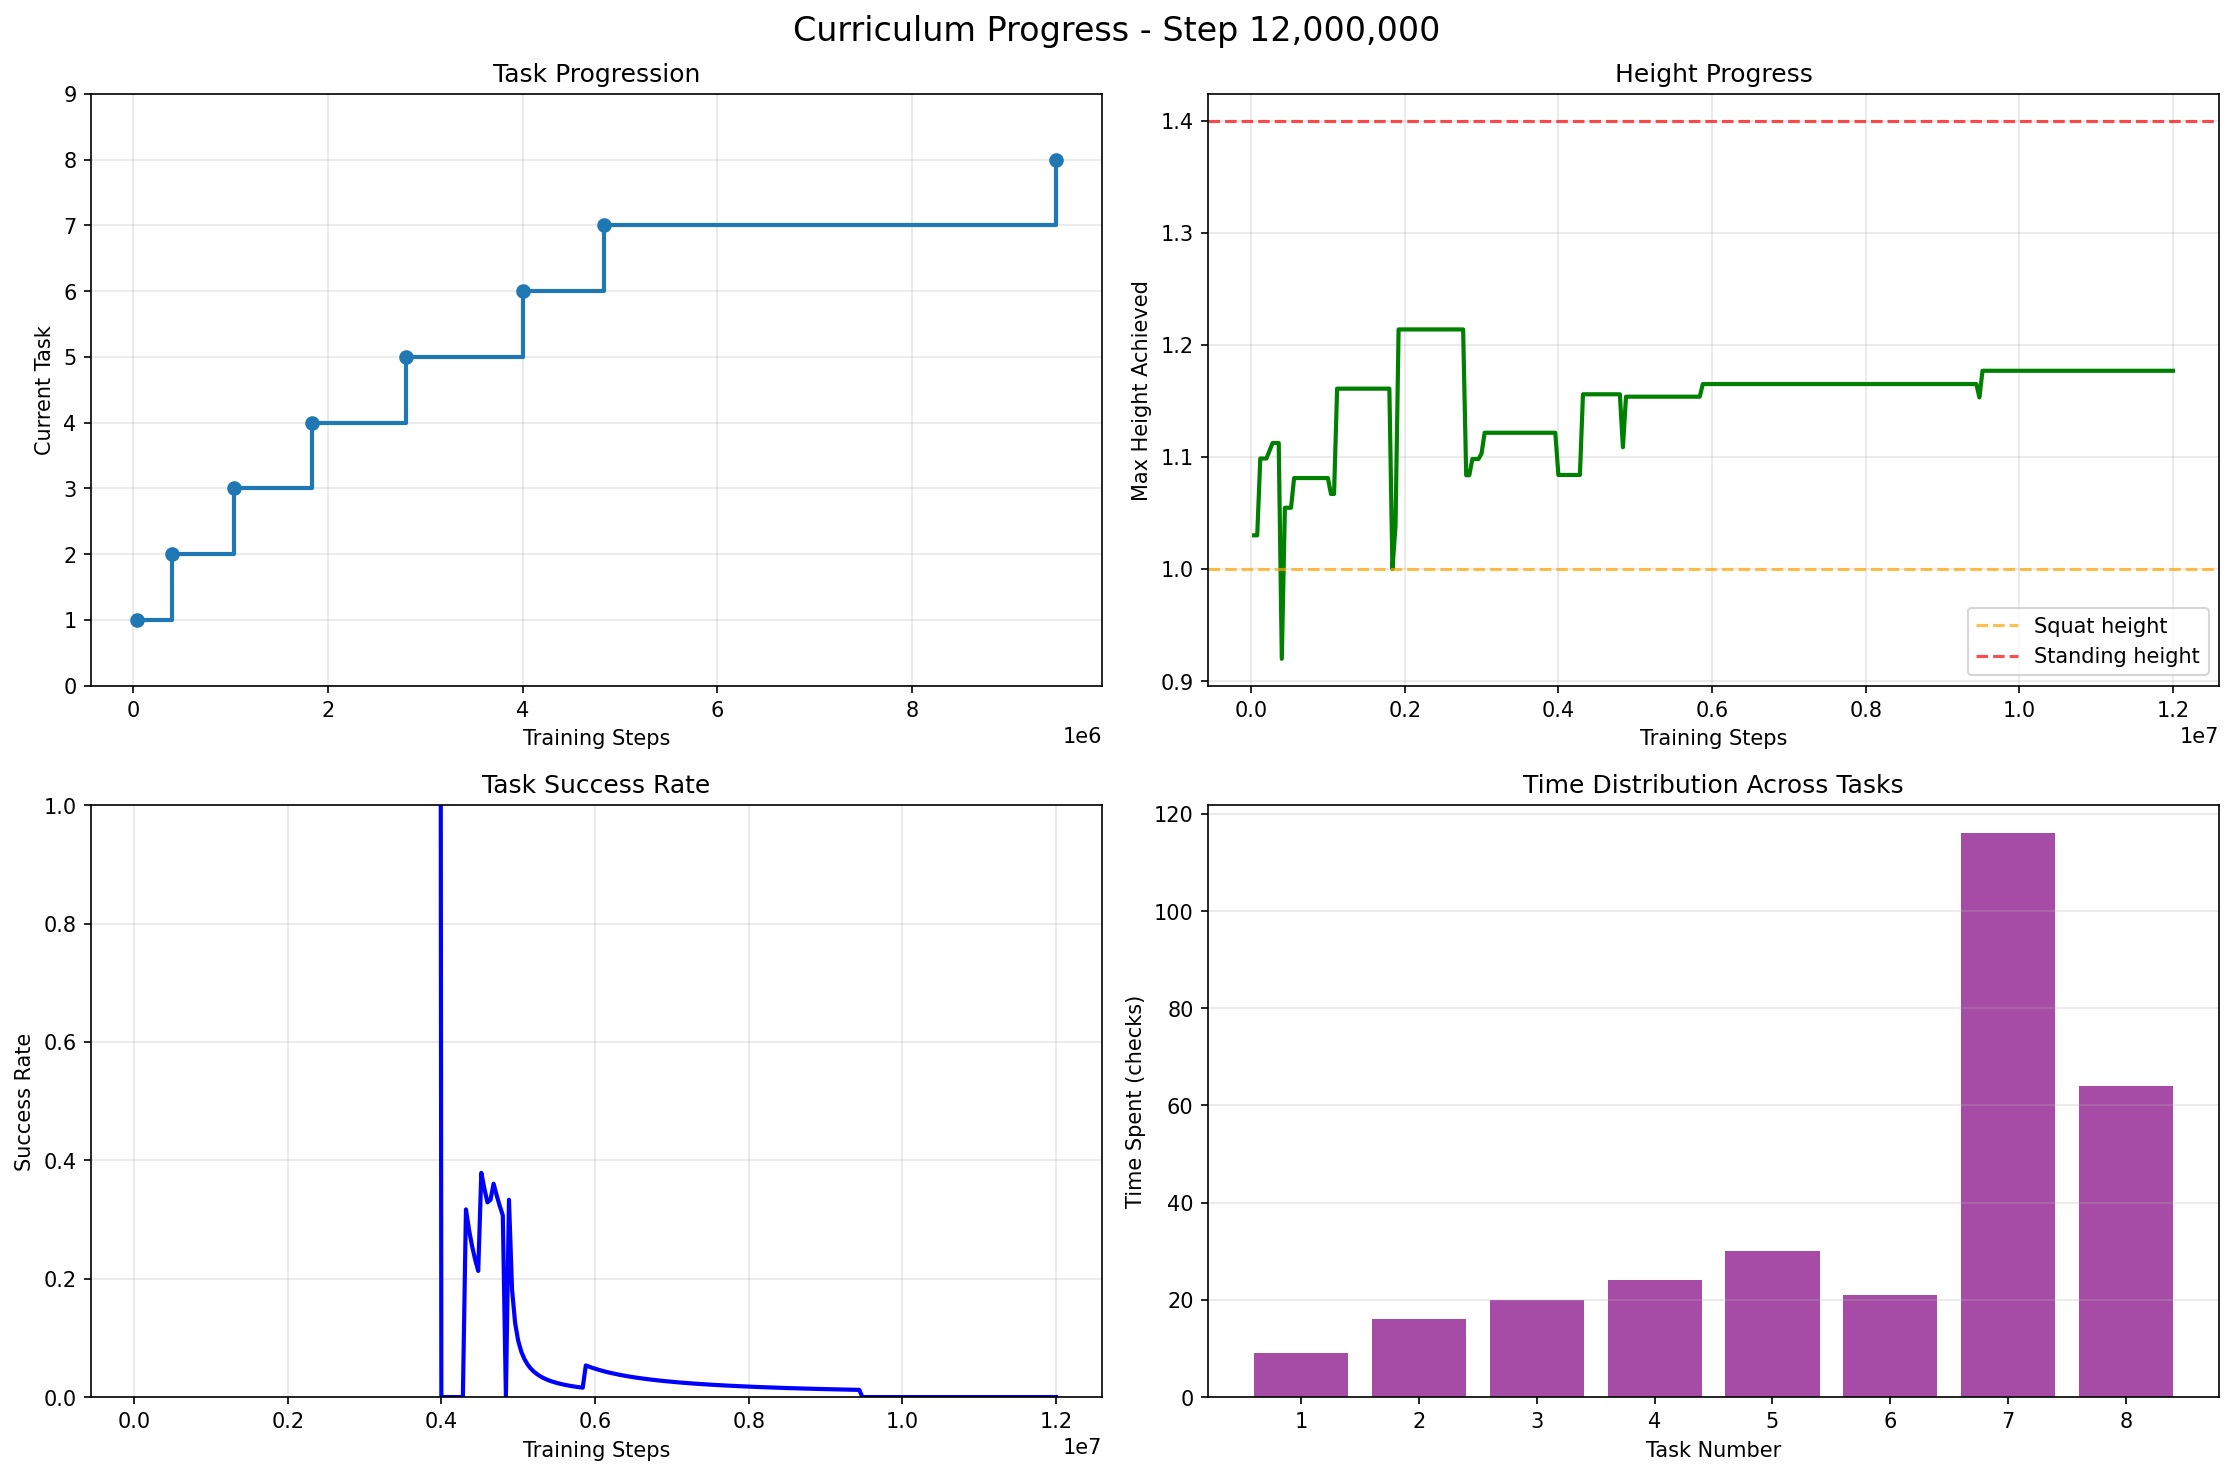 Curriculum Progress - Step 12,000,000
Task Progression
9
8
7
6
5
4
3
2
1
0
Current Task
0 2 4 6 8
1e6
Training Steps
Height Progress
1.4
1.3
1.2
1.1
1.0
0.9
Max Height Achieved
Squat height
Standing height
0.0 0.2 0.4 0.6 0.8 1.0 1.2
1e7
Training Steps
Task Success Rate
1.0
0.8
0.6
0.4
0.2
0.0
Success Rate
0.0 0.2 0.4 0.6 0.8 1.0 1.2
1e7
Training Steps
Time Distribution Across Tasks
120
100
80
60
40
20
0
Time Spent (checks)
1 2 3 4 5 6 7 8
Task Number